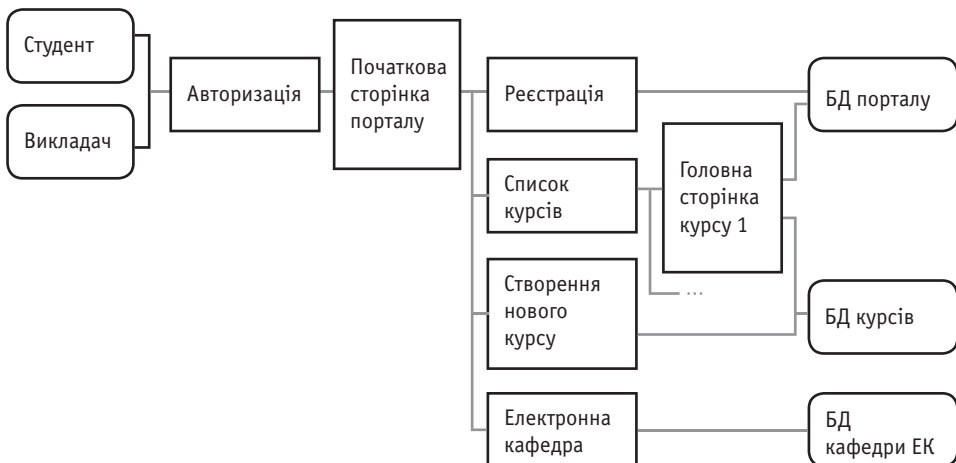 Студент
Викладач
Авторизація
Початкова
сторінка
порталу
Реєстрація
Список
курсів
Створення
нового
курсу
Електронна
кафедра
Головна
сторінка
курсу 1
...
БД порталу
БД курсів
БД
кафедри ЕК